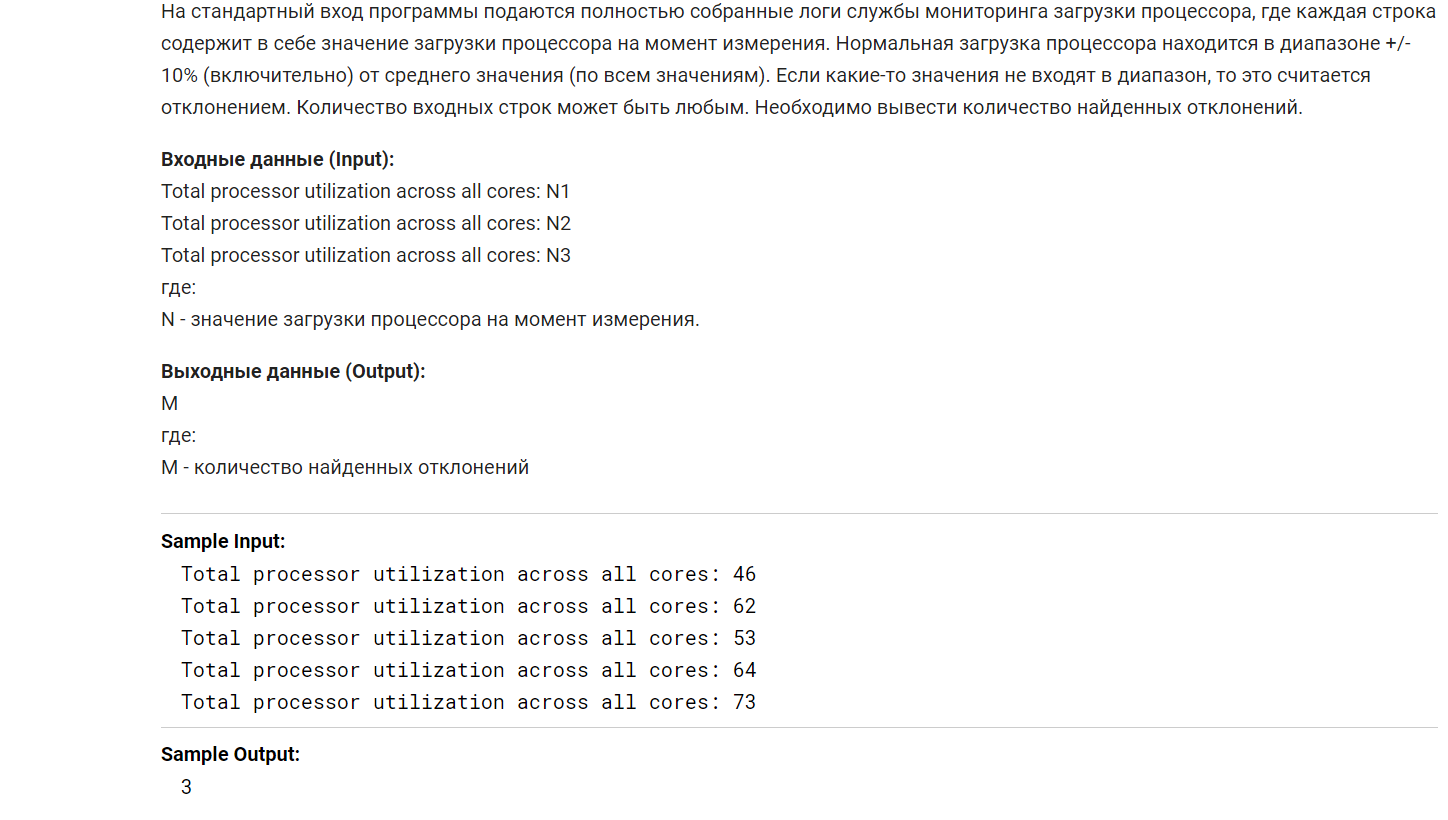 На стандартный вход программы подаются полностью собранные логи службы мониторинга загрузки процессора, где каждая строка
содержит в себе значение загрузки процессора на момент измерения. Нормальная загрузка процессора находится в диапазоне +/-
10% (включительно) от среднего значения (по всем значениям). Если какие-то значения не входят в диапазон, то это считается
отклонением. Количество входных строк может быть любым. Необходимо вывести количество найденных отклонений.
Входные данные (Input):
Total processor utilization across all cores: N1
Total processor utilization across all cores: N2
Total processor utilization across all cores: N3
где:
N - значение загрузки процессора на момент измерения.
Выходные данные (Output):
M
где:
M - количество найденных отклонений
Sample Input:
Total processor utilization across all cores: 46
Total processor utilization across all cores: 62
Total processor utilization across all cores: 53
Total processor utilization across all cores: 64
Total processor utilization across all cores: 73
Sample Output:
3